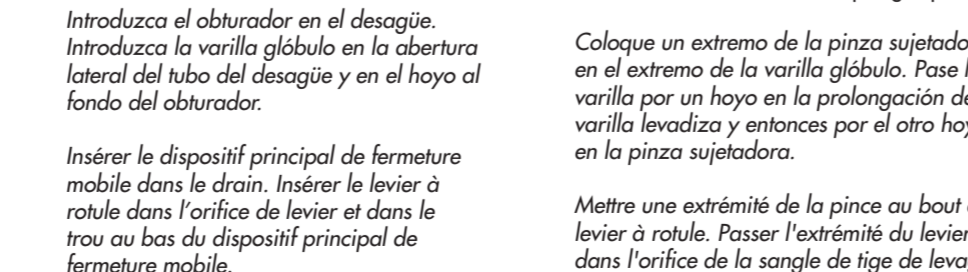 Introduzca el obturador en el desagüe.
Introduzca la varilla glóbulo en la abertura
lateral del tubo del desagüe y en el hoyo al
fondo del obturador.
Insérer le dispositif principal de fermeture
mobile dans le drain. Insérer le levier à
rotule dans l’orifice de levier et dans le
trou au bas du dispositif principal de
fermeture mobile.
Coloque un extremo de la pinza sujetado
en el extremo de la varilla glóbulo. Pase l
varilla por un hoyo en la prolongación de
varilla levadiza y entonces por el otro hoy
en la pinza sujetadora.
Mettre une extrémité de la pince au bout
levier à rotule. Passer l'extrémité du levier
dans l'orifice de la sangle de tige de leva